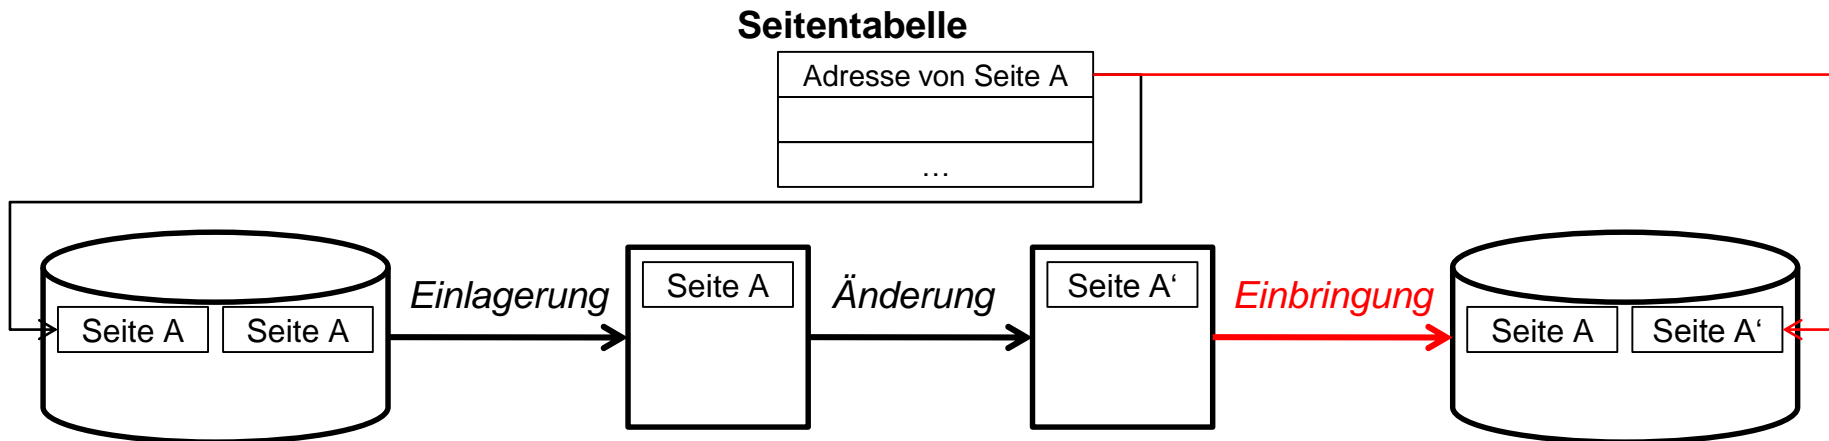 Seitentabelle
Adresse von Seite A
…
Seite A
Seite A
Einlagerung
Seite A
Änderung
Seite A‘
Einbringung
Seite A
Seite A‘